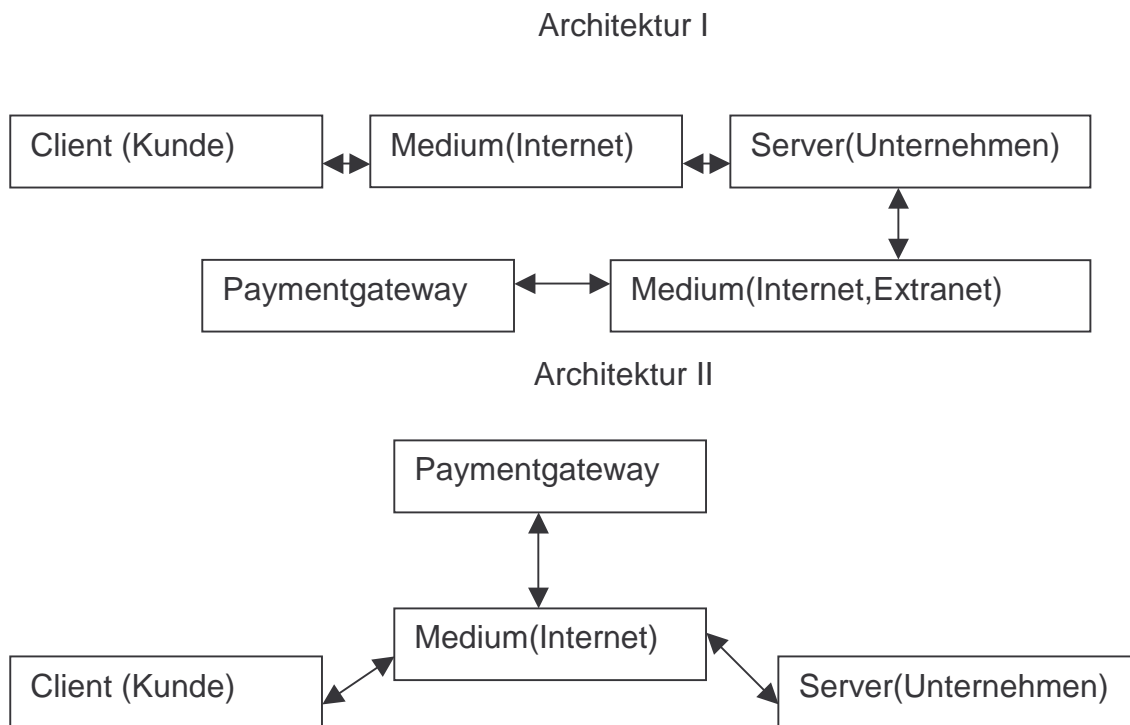 Architektur I
Client (Kunde)
Medium(Internet)
Server(Unternehmen)
Paymentgateway
Medium(Internet,Extranet)
Architektur II
Paymentgateway
Medium(Internet)
Client (Kunde)
Server(Unternehmen)